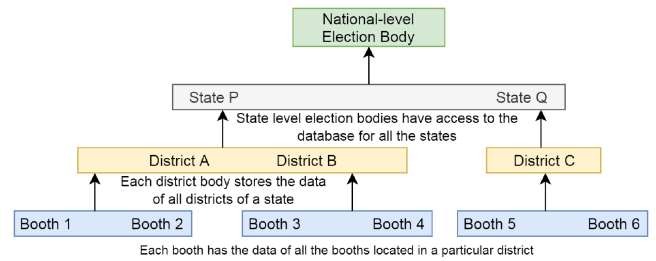 National-level
Election Body
State P State Q
State level election bodies have access to the
database for all the states
District A District B District C
Each district body stores the data
of all districts of a state
Booth 1 Booth 2 Booth 3 Booth 4 Booth 5 Booth 6
Each booth has the data of all the booths located in a particular district